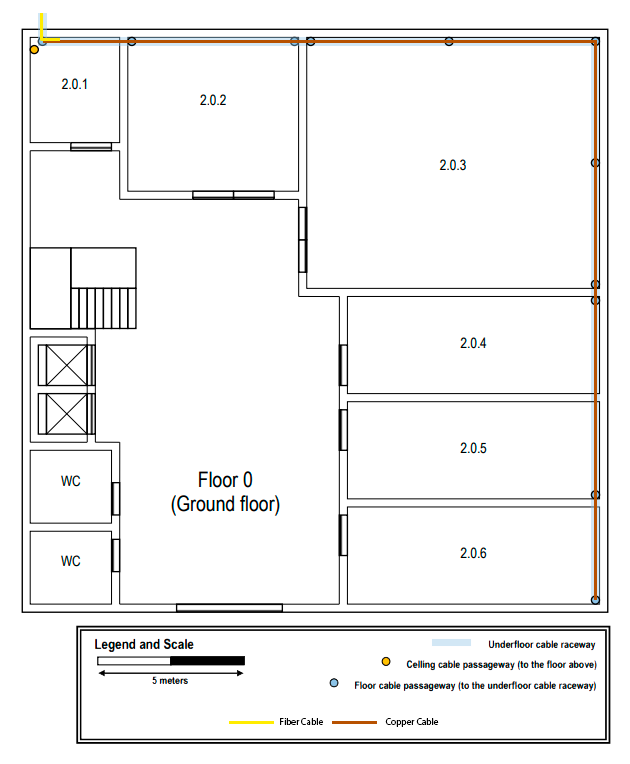 2.0.1
2.0.2
2.0.3
2.0.4
2.0.5
2.0.6
WC
WC
Floor 0
(Ground floor)
Legend and Scale
5 meters
Underfloor cable raceway
Celling cable passageway (to the floor above)
Floor cable passageway (to the underfloor cable raceway)
Fiber Cable
Copper Cable